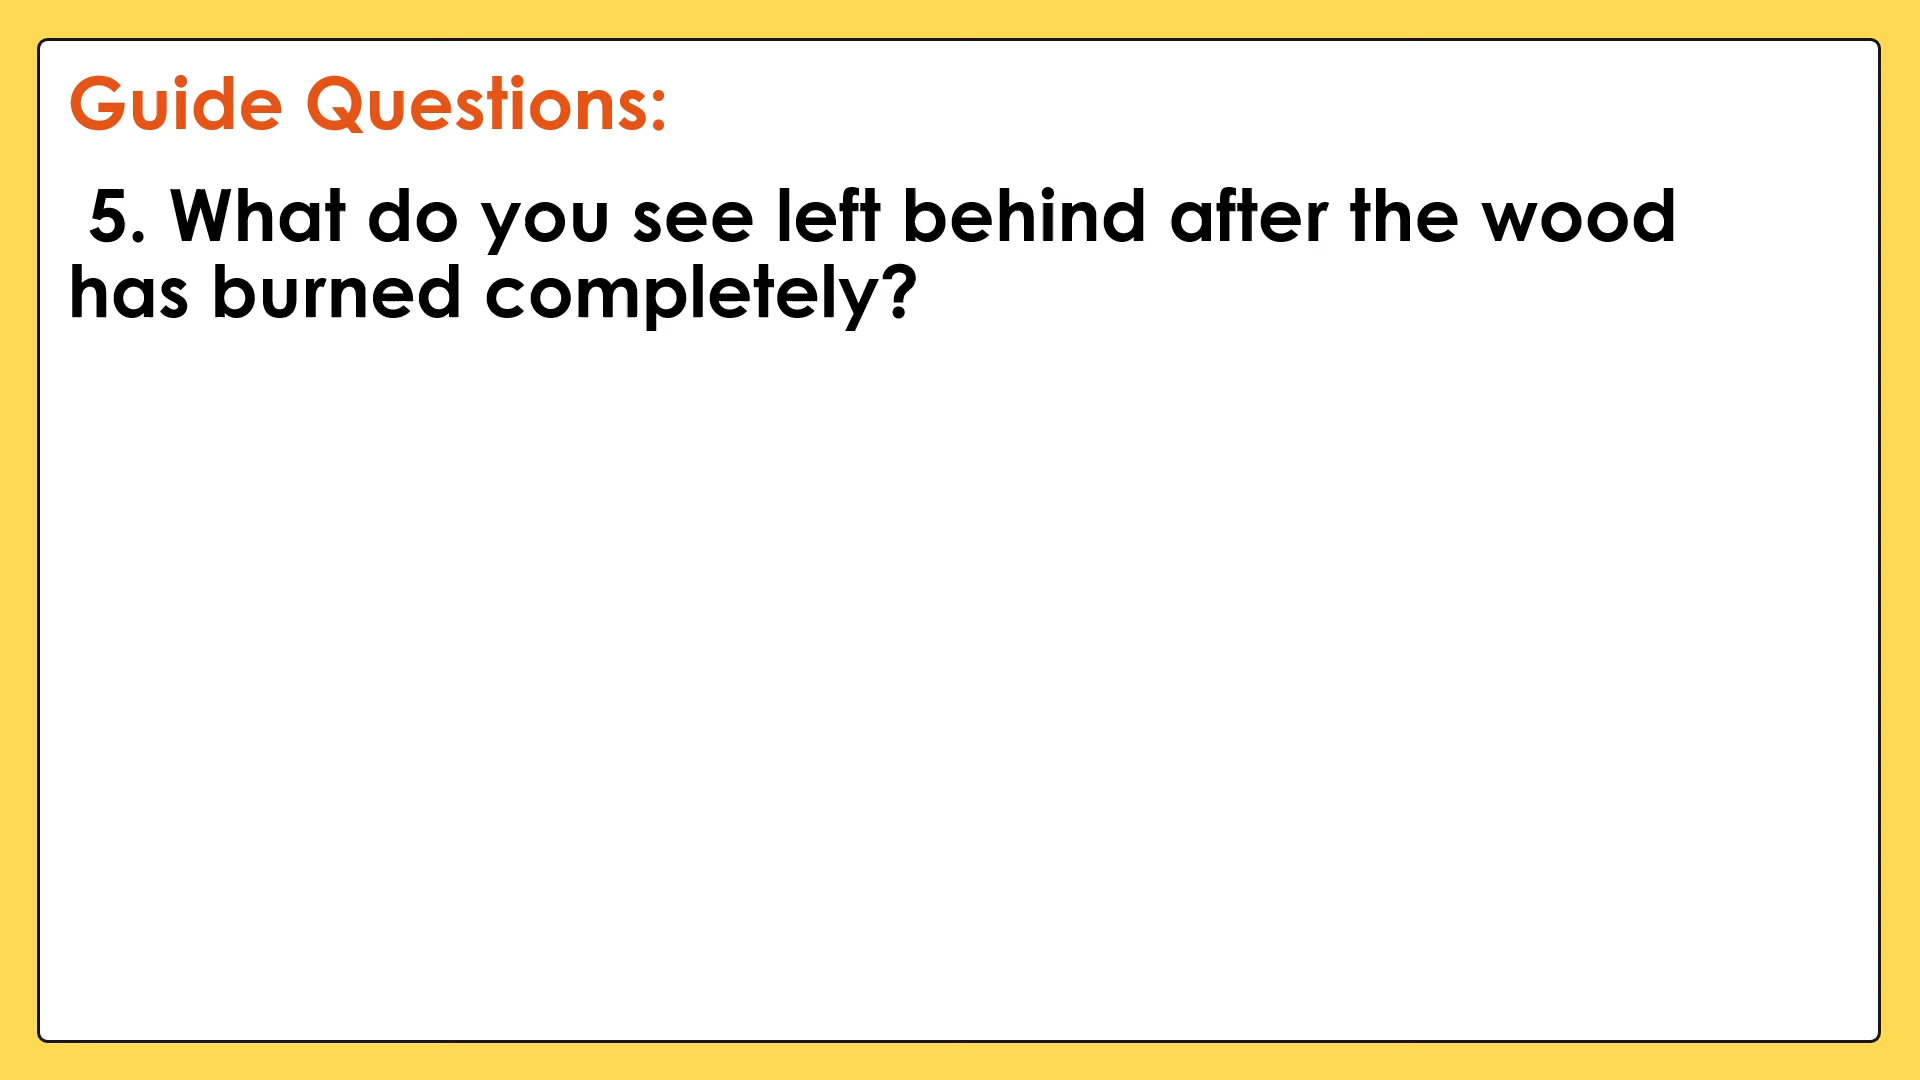 Guide Questions:
5. What do you see left behind after the wood
has burned completely?